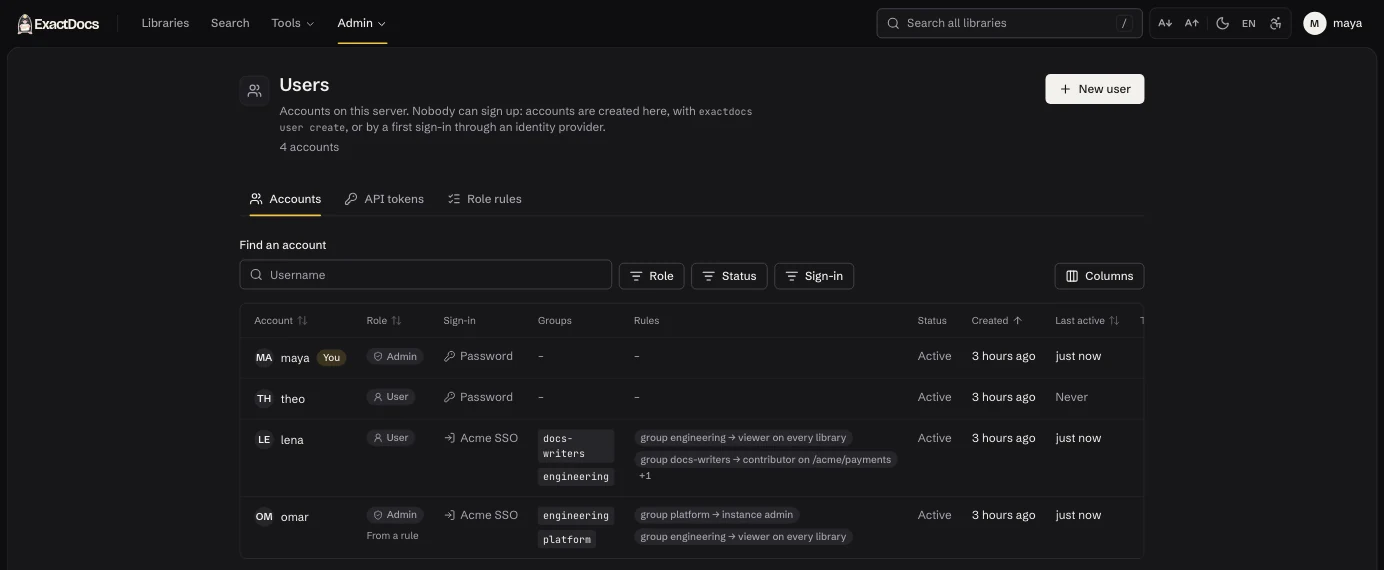 ExactDocs
Libraries
Search
Tools
Admin
Search all libraries
/
A
A
EN
M
maya
Users
New user
Accounts on this server. Nobody can sign up: accounts are created here, with exactdocs
user create, or by a first sign-in through an identity provider.
4 accounts
Accounts
API tokens
Role rules
Find an account
Username
Role
Status
Sign-in
Columns
Account
Role
Sign-in
Groups
Rules
Status
Created
Last active
MA
maya
You
Admin
Password
–
–
Active
3 hours ago
just now
TH
theo
User
Password
–
–
Active
3 hours ago
Never
LE
lena
User
Acme SSO
docs-
writers
engineering
group engineering → viewer on every library
group docs-writers → contributor on /acme/payments
+1
Active
3 hours ago
just now
OM
omar
Admin
From a rule
Acme SSO
engineering
platform
group platform → instance admin
group engineering → viewer on every library
Active
3 hours ago
just now